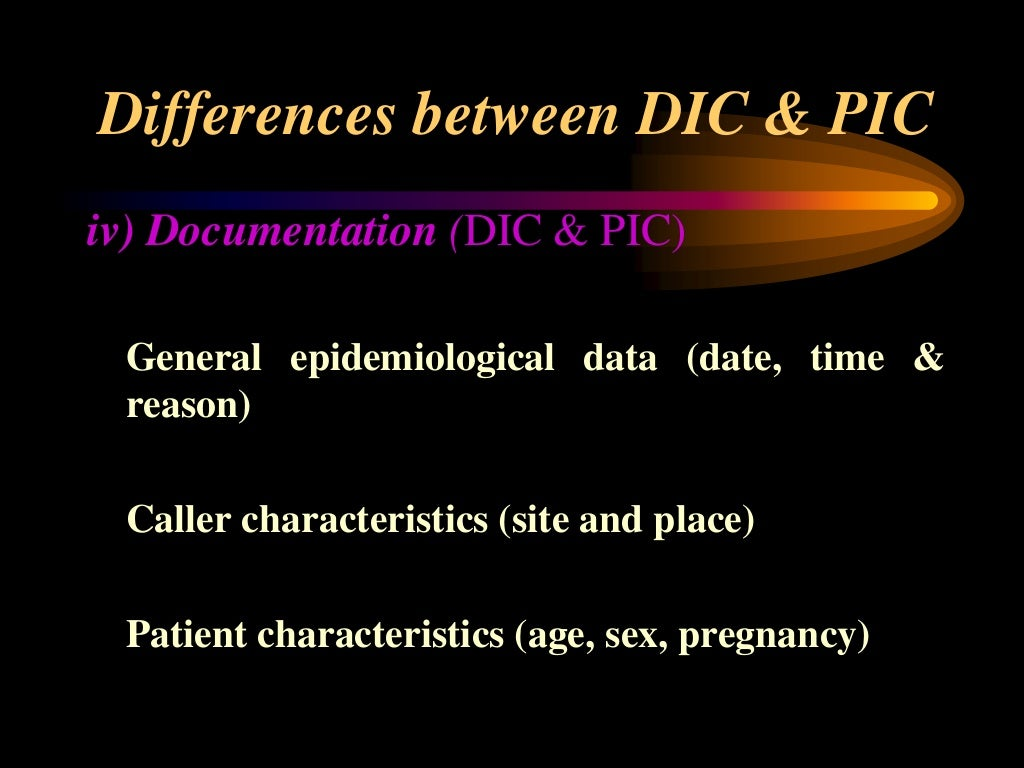 Differences between DIC & PIC
iv) Documentation (DIC & PIC)
General epidemiological data (date, time &
reason)
Caller characteristics (site and place)
Patient characteristics (age, sex, pregnancy)